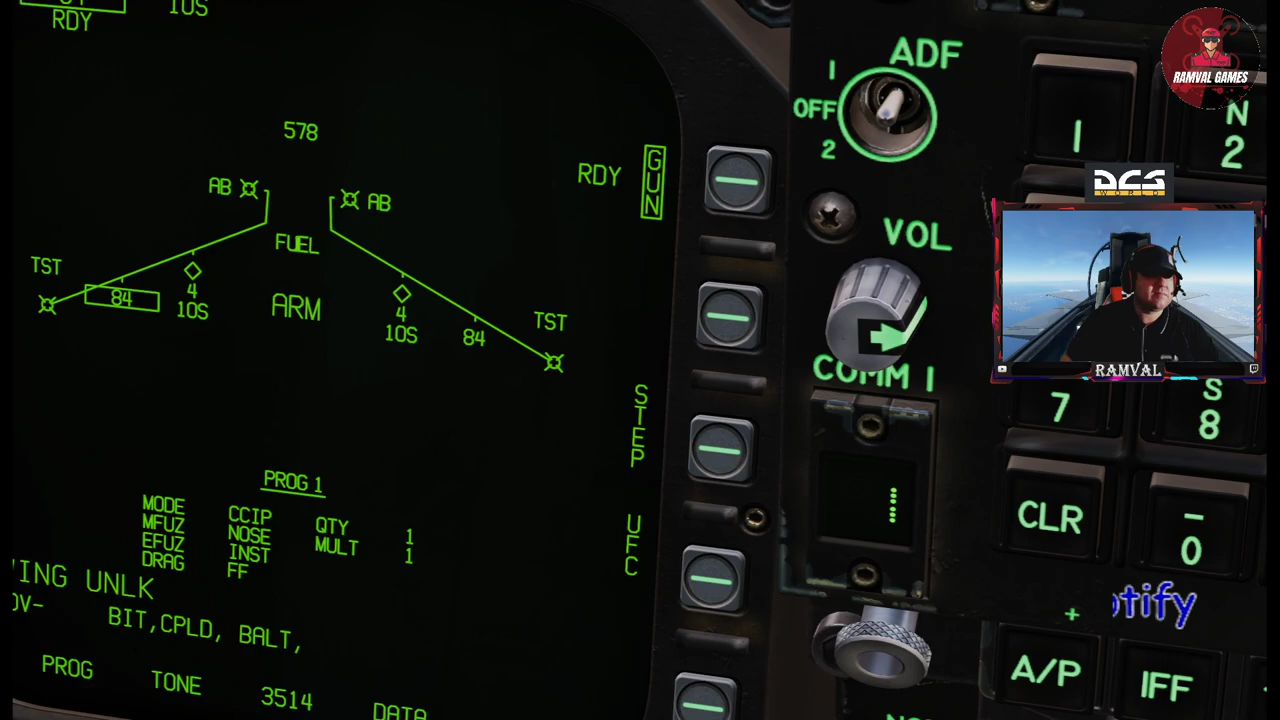 RDY
10S
578
AB
AB
RDY
GUN
FUEL
TST
84
4
10S
ARM
4
10S
84
TST
STEP
UFC
PROG 1
MODE CCIP QTY 1
MFUZ NOSE MULT 1
EFUZ INST
DRAG FF
WING UNLK
BIT,CPLD, BALT,
PROG TONE 3514 DATA
ADF
1
OFF
2
VOL
COMM 1
1
N
2
7
S
8
CLR
-
0
+
A/P
IFF
RAMVAL GAMES
DCS
WORLD
RAMVAL
otify